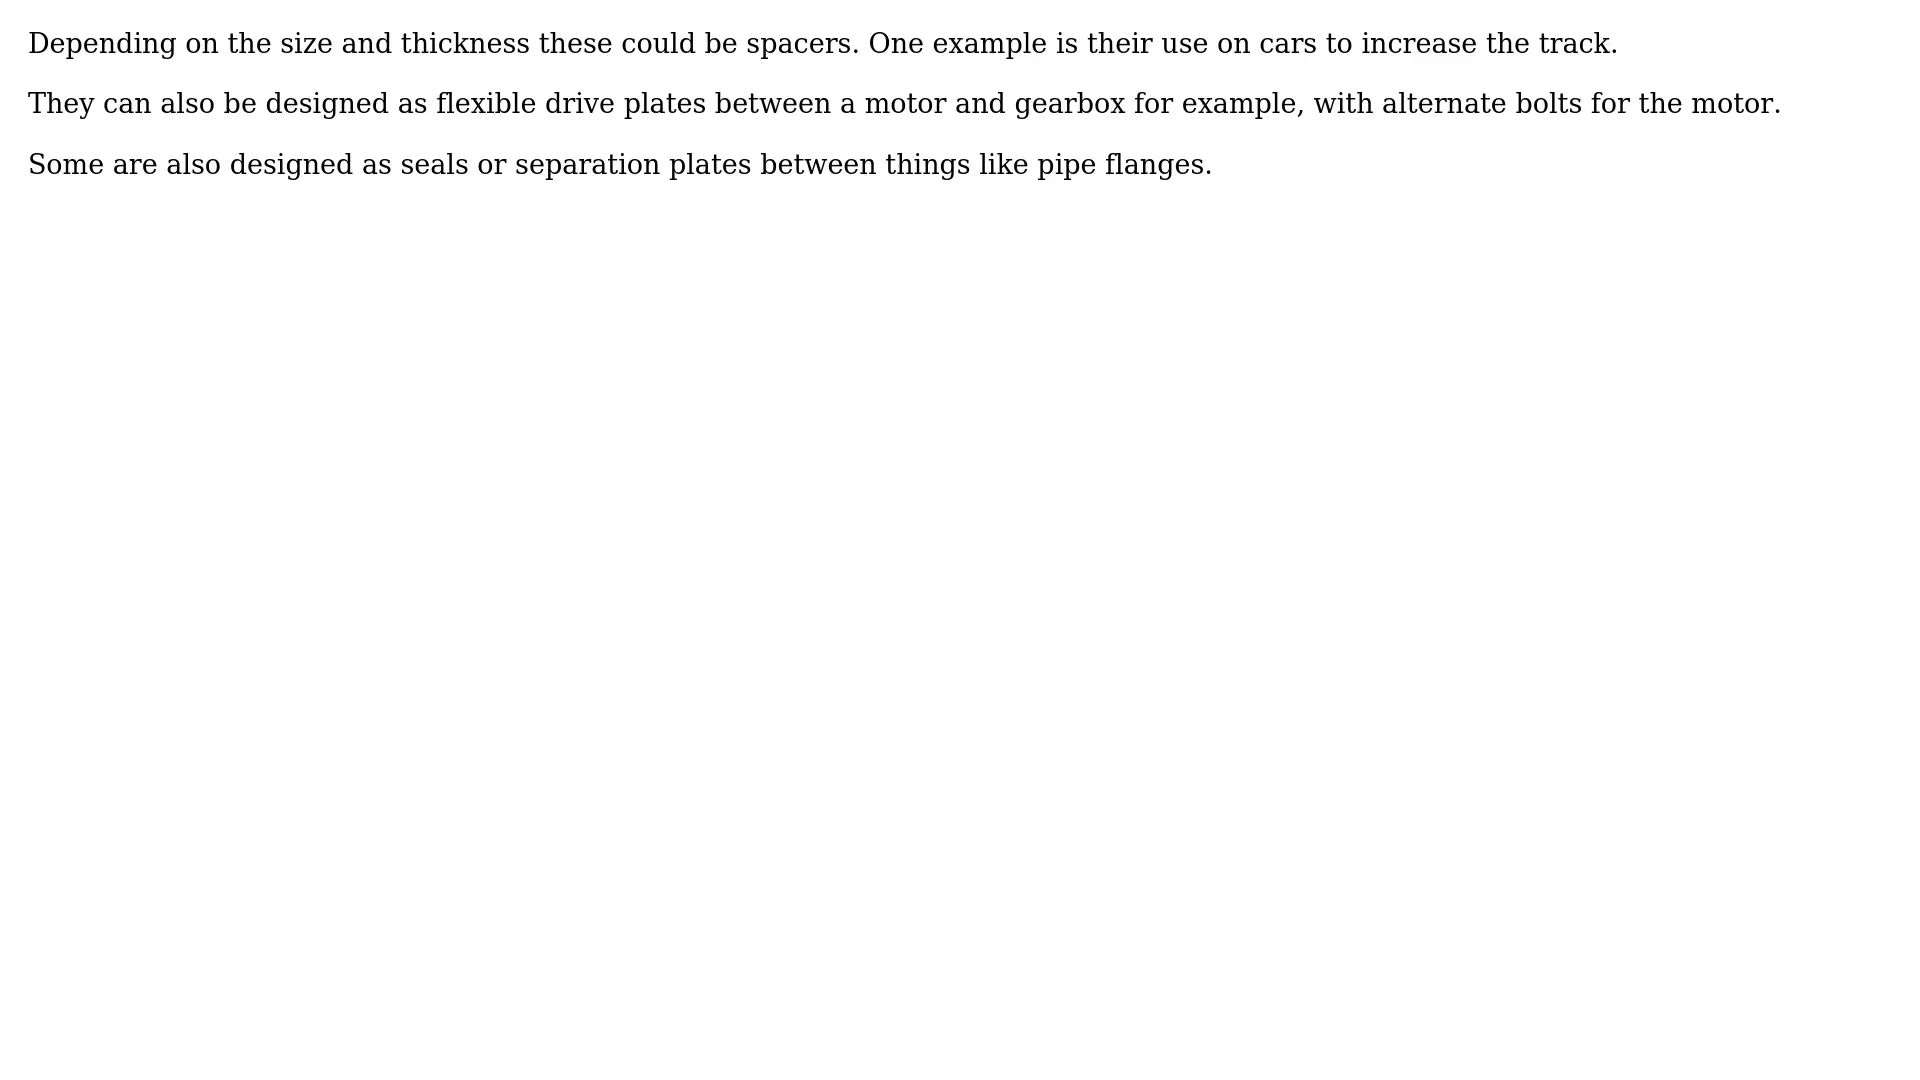 Depending on the size and thickness these could be spacers. One example is their use on cars to increase the track.
They can also be designed as flexible drive plates between a motor and gearbox for example, with alternate bolts for the motor.
Some are also designed as seals or separation plates between things like pipe flanges.